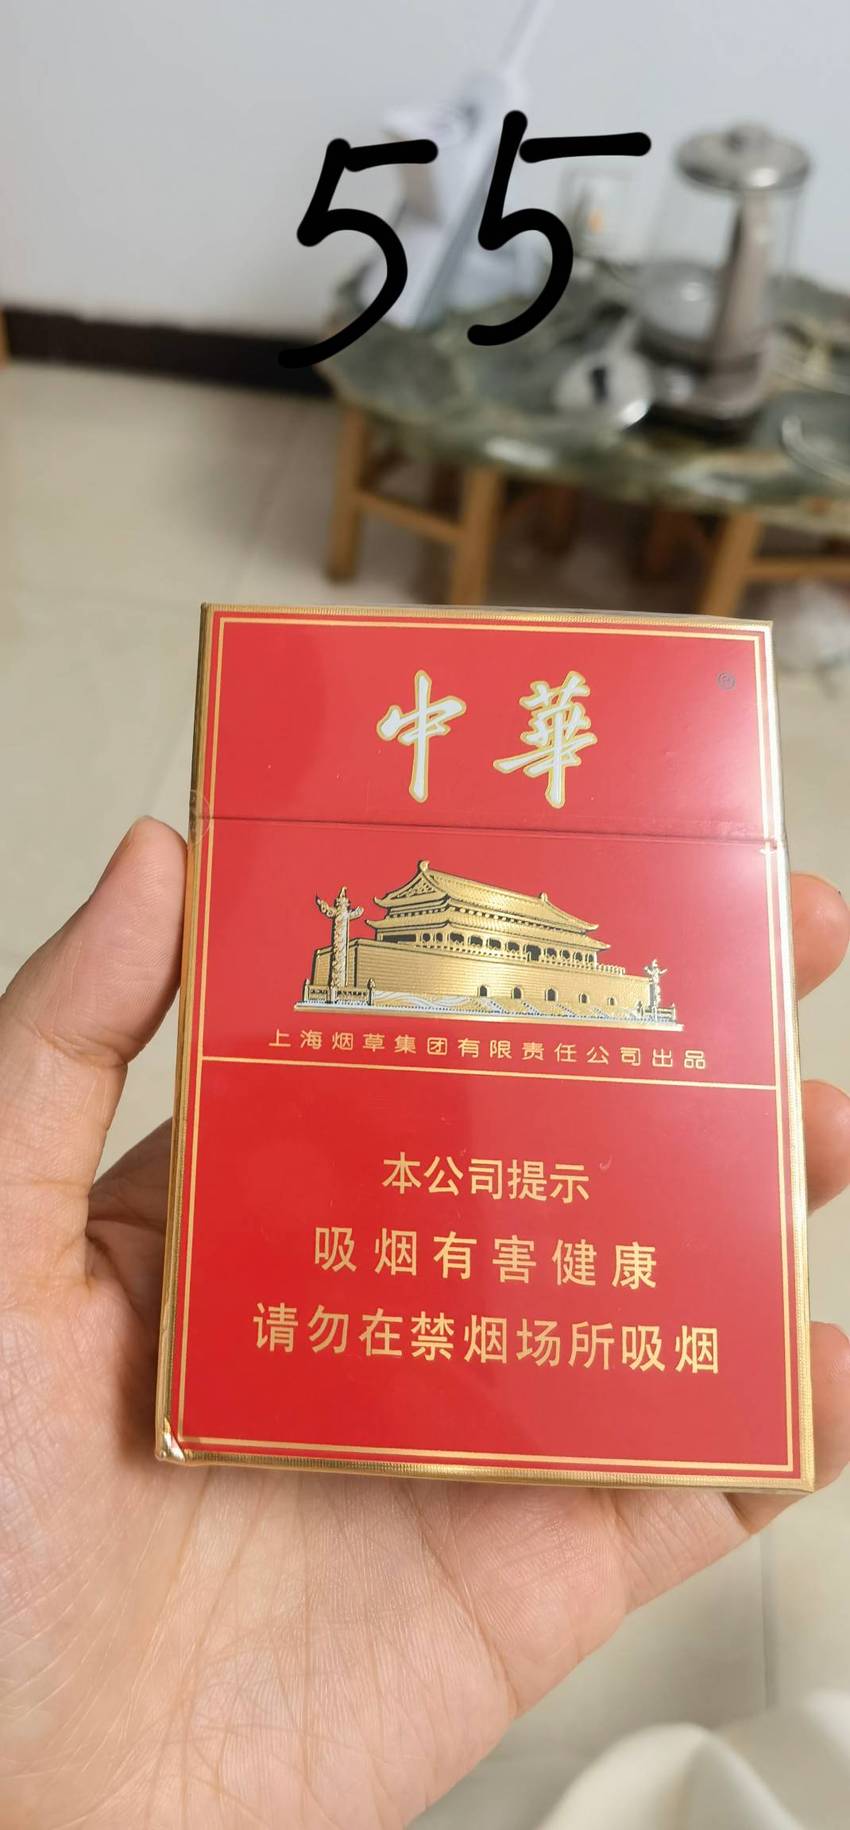 55
中華
®
上海烟草集团有限责任公司出品
本公司提示
吸烟有害健康
请勿在禁烟场所吸烟